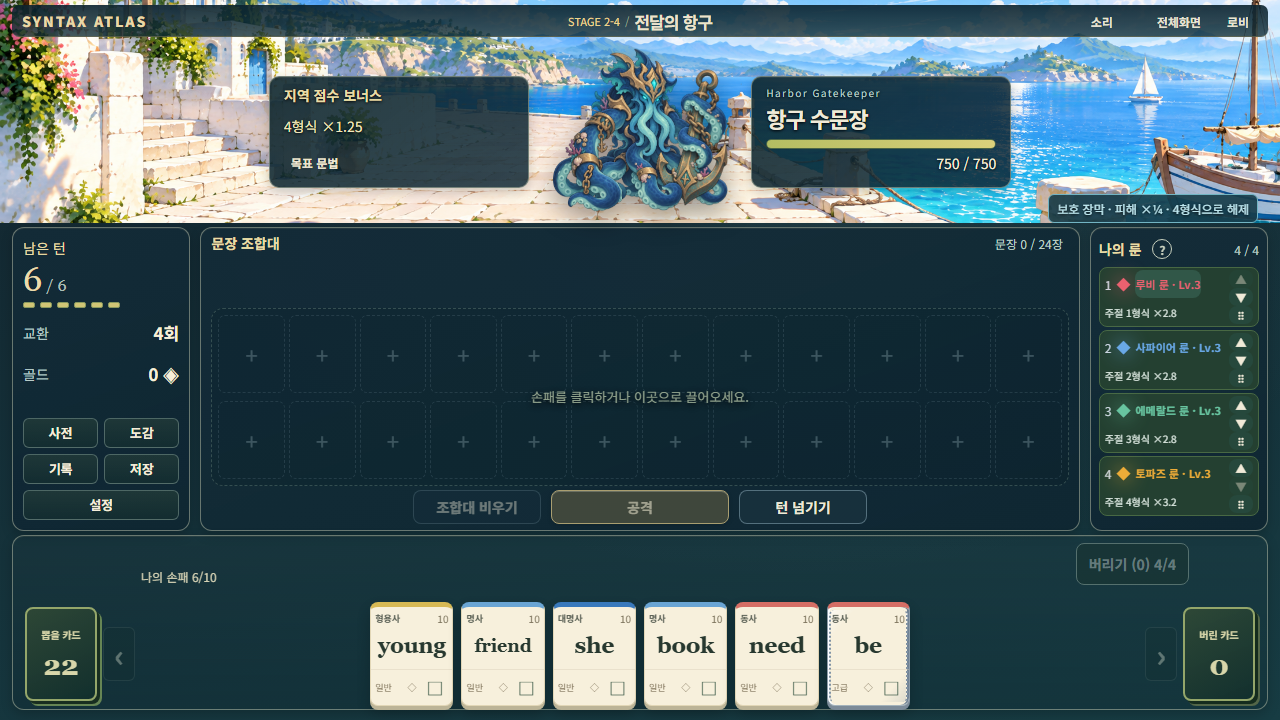 SYNTAX ATLAS
STAGE 2-4 / 전달의 항구
소리
전체화면
로비
지역 점수 보너스
4형식 ×1.25
목표 문법
Harbor Gatekeeper
항구 수문장
750 / 750
보호 장막 · 피해 ×¼ · 4형식으로 해제
남은 턴
6 / 6
교환 4회
골드 0
사전
도감
기록
저장
설정
문장 조합대
문장 0 / 24장
손패를 클릭하거나 이곳으로 끌어오세요.
조합대 비우기
공격
턴 넘기기
나의 룬 ? 4 / 4
1 루비 룬 · Lv.3
주절 1형식 ×2.8
2 사파이어 룬 · Lv.3
주절 2형식 ×2.8
3 에메랄드 룬 · Lv.3
주절 3형식 ×2.8
4 토파즈 룬 · Lv.3
주절 4형식 ×3.2
나의 손패 6/10
버리기 (0) 4/4
뽑을 카드
22
형용사 10
young
일반
명사 10
friend
일반
대명사 10
she
일반
명사 10
book
일반
동사 10
need
일반
동사 10
be
고급
버린 카드
0